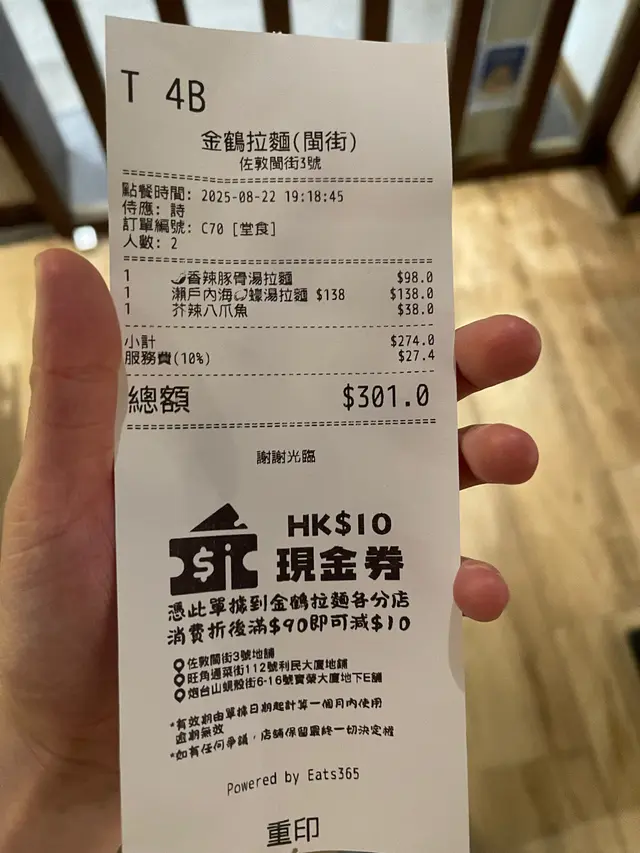 T 4B
金鶴拉麵(閩街)
佐敦閩街3號
點餐時間: 2025-08-22 19:18:45
侍應: 詩
訂單編號: C70 [堂食]
人數: 2
1 香辣豚骨湯拉麵 $98.0
1 瀨戶內海蠔湯拉麵 $138 $138.0
1 芥辣八爪魚 $38.0
小計 $274.0
服務費(10%) $27.4
總額 $301.0
謝謝光臨
HK$10
現金券
憑此單據到金鶴拉麵各分店
消費折後滿$90即可減$10
佐敦閩街3號地舖
旺角通菜街112號利民大廈地鋪
炮台山蜆殼街6-16號寶榮大廈地下E舖
*有效期由單據日期起計算一個月內使用
逾期無效
*如有任何爭議，店舖保留最終一切決定權
Powered by Eats365
重印